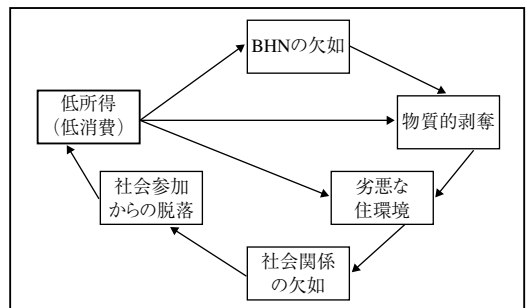 BHNの欠如
低所得
（低消費）
物質的剥奪
社会参加
からの脱落
劣悪な
住環境
社会関係
の欠如